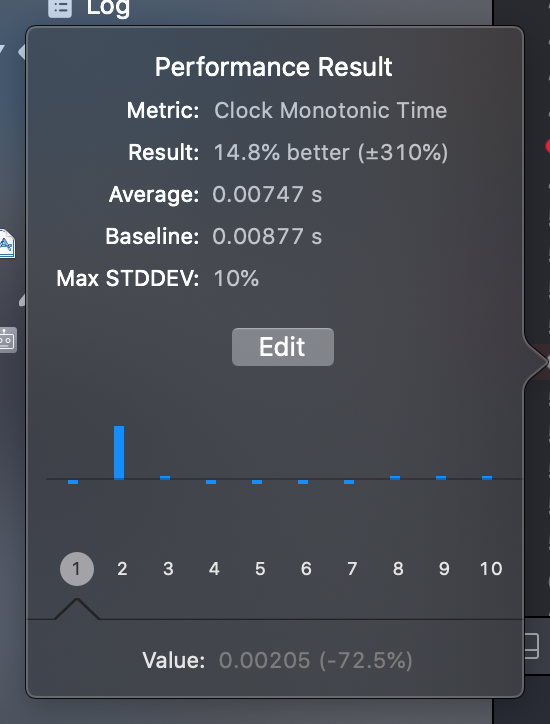 Log
Performance Result
Metric: Clock Monotonic Time
Result: 14.8% better (±310%)
Average: 0.00747 s
Baseline: 0.00877 s
Max STDDEV: 10%
Edit
1 2 3 4 5 6 7 8 9 10
Value: 0.00205 (-72.5%)